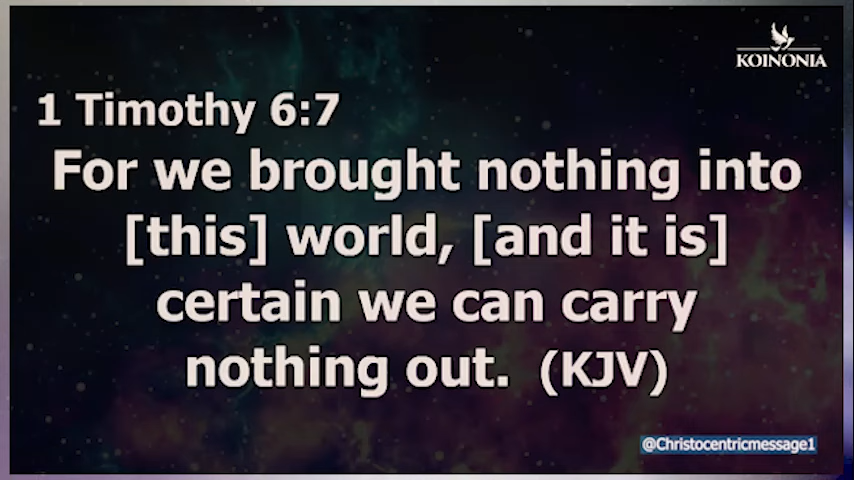 KOINONIA
1 Timothy 6:7
For we brought nothing into
[this] world, [and it is]
certain we can carry
nothing out. (KJV)
@Christocentricmessage1